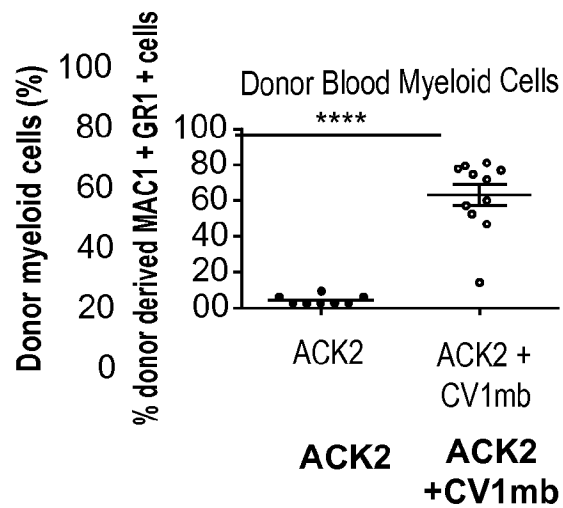 Donor myeloid cells (%)
100
80
60
40
20
0
% donor derived MAC1 + GR1 + cells
Donor Blood Myeloid Cells
****
100
80
60
40
20
00
ACK2
ACK2 +
CV1mb
ACK2
ACK2
+CV1mb